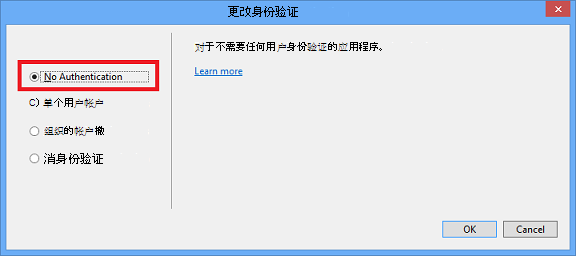 更改身份验证
No Authentication
C) 单个用户帐户
组织的帐户撤
消身份验证
对于不需要任何用户身份验证的应用程序。
Learn more
OK
Cancel